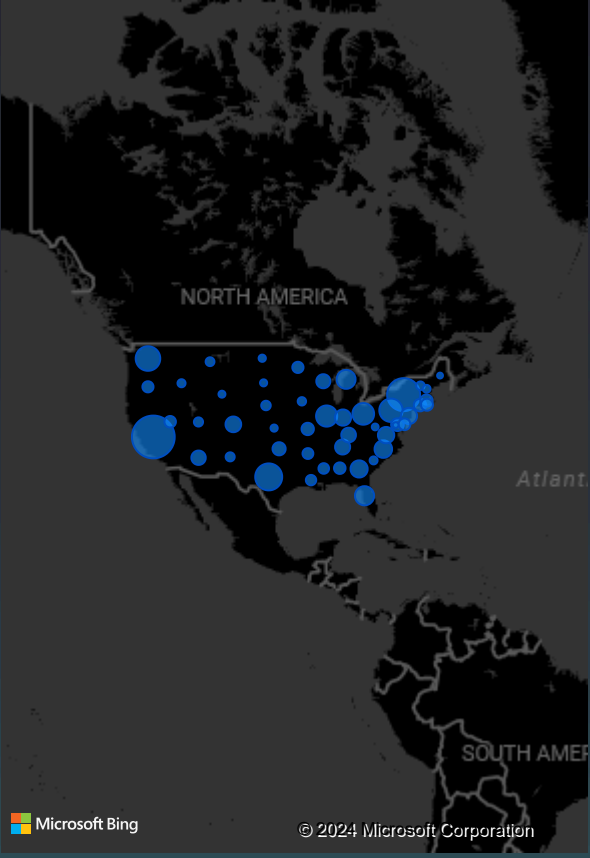 NORTH AMERICA
Atlant
SOUTH AMER
Microsoft Bing
© 2024 Microsoft Corporation